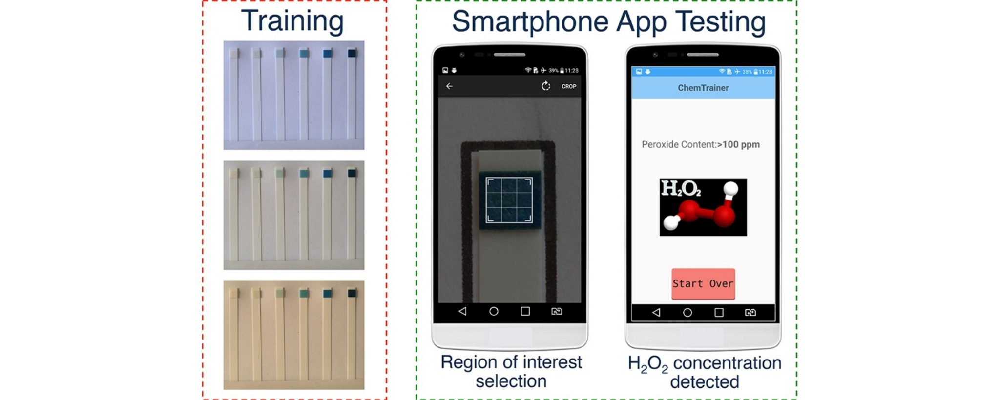 Training
Smartphone App Testing
39% 11:28
CROP
38% 11:28
ChemTrainer
Peroxide Content:>100 ppm
H₂O₂
Start Over
Region of interest
selection
H₂O₂ concentration
detected